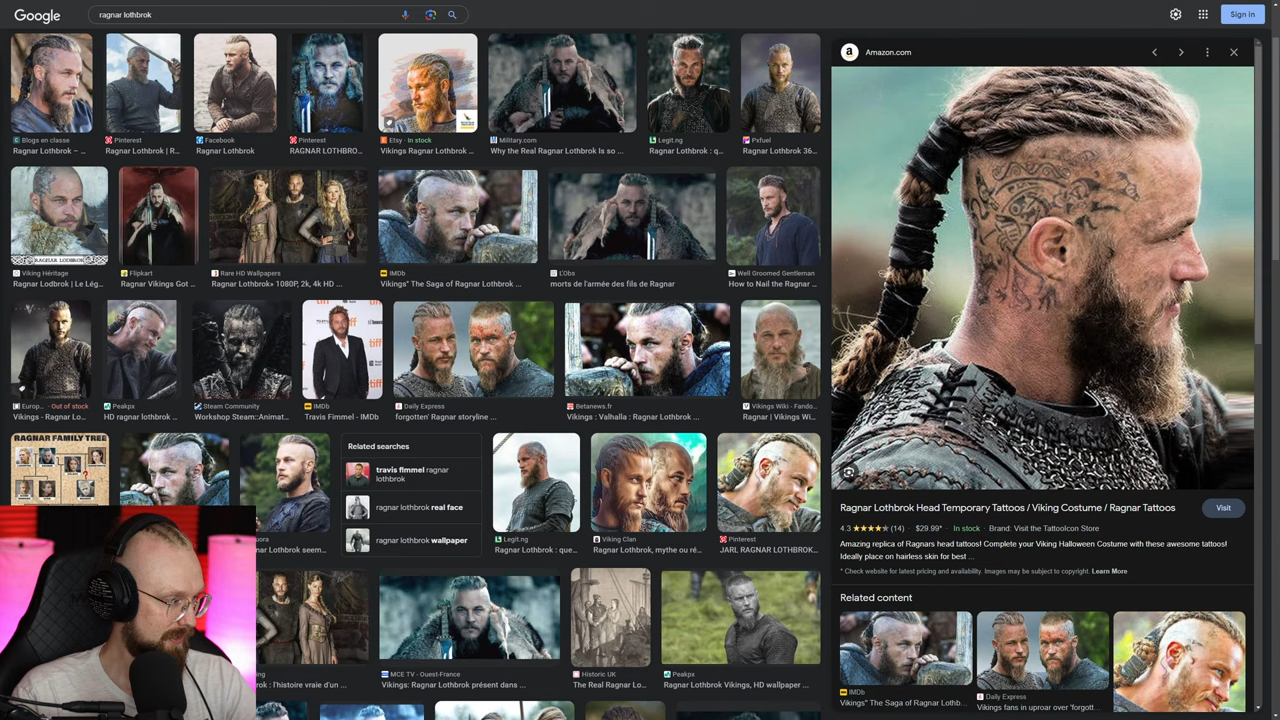 Google
ragnar lothbrok
Sign in
Blogs en classe
Ragnar Lothbrok – ...
Pinterest
Ragnar Lothbrok | R...
Facebook
Ragnar Lothbrok
Pinterest
RAGNAR LOTHBRO...
Etsy · In stock
Vikings Ragnar Lothbrok ...
Military.com
Why the Real Ragnar Lothbrok Is so ...
Legit.ng
Ragnar Lothbrok : q...
Pxfuel
Ragnar Lothbrok 36...
RAGNAR LODBROK
Viking Héritage
Ragnar Lodbrok | Le Lég...
Flipkart
Ragnar Vikings Got ...
Rare HD Wallpapers
Ragnar Lothbrok» 1080P, 2k, 4k HD ...
IMDb
Vikings" The Saga of Ragnar Lothbrok ...
L'Obs
morts de l'armée des fils de Ragnar
Well Groomed Gentleman
How to Nail the Ragnar ...
Europ... · Out of stock
Vikings - Ragnar Lo...
Peakpx
HD ragnar lothbrok ...
Steam Community
Workshop Steam::Animat...
IMDb
Travis Fimmel - IMDb
Daily Express
forgotten' Ragnar storyline ...
Betanews.fr
Vikings : Valhalla : Ragnar Lothbrok ...
Vikings Wiki - Fando...
Ragnar | Vikings Wi...
RAGNAR FAMILY TREE
uora
nar Lothbrok seem...
Related searches
travis fimmel ragnar
lothbrok
ragnar lothbrok real face
ragnar lothbrok wallpaper
Legit.ng
Ragnar Lothbrok : que...
Viking Clan
Ragnar Lothbrok, mythe ou ré...
Pinterest
JARL RAGNAR LOTHBROK...
ing
brok : l'histoire vraie d'un ...
MCE TV - Ouest-France
Vikings: Ragnar Lothbrok présent dans ...
Historic UK
The Real Ragnar Lo...
Peakpx
Ragnar Lothbrok Vikings, HD wallpaper ...
Amazon.com
Ragnar Lothbrok Head Temporary Tattoos / Viking Costume / Ragnar Tattoos
Visit
4.3 ★★★★★ (14) · $29.99* · In stock · Brand: Visit the TattooIcon Store
Amazing replica of Ragnars head tattoos! Complete your Viking Halloween Costume with these awesome tattoos!
Ideally place on hairless skin for best ...
* Check website for latest pricing and availability. Images may be subject to copyright. Learn More
Related content
IMDb
Vikings" The Saga of Ragnar Lothb...
Daily Express
Vikings fans in uproar over 'forgott...